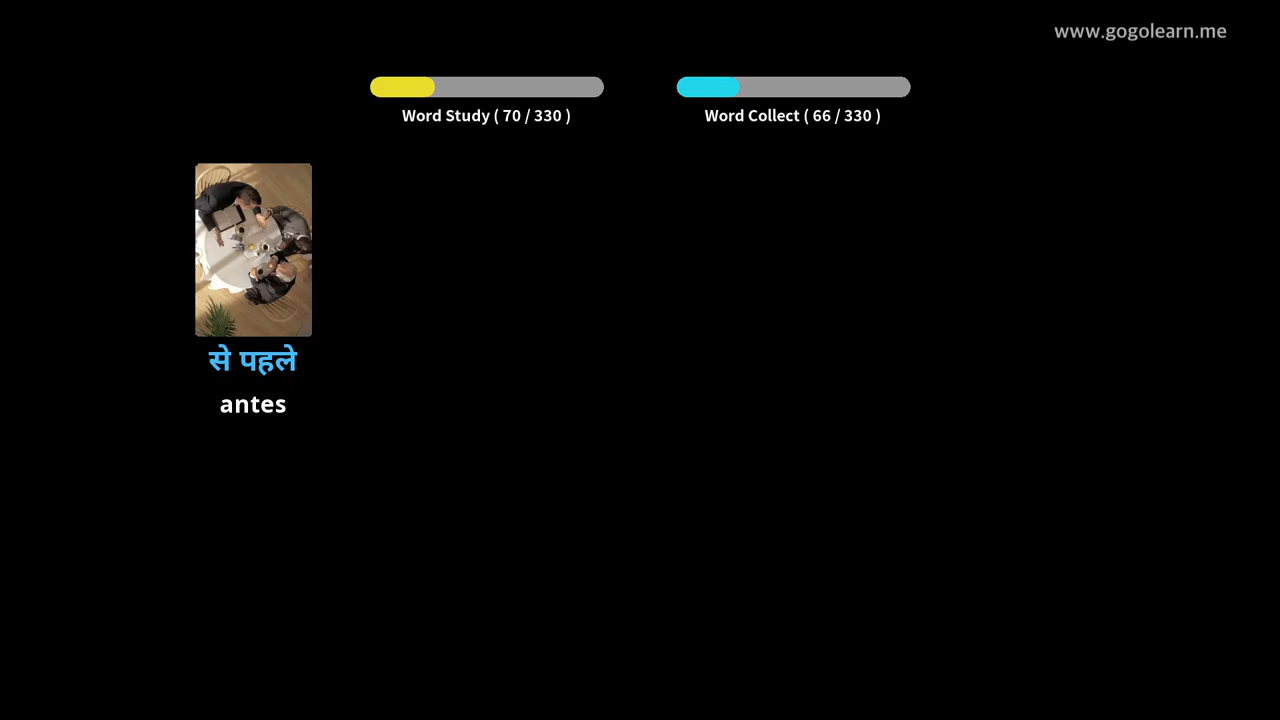 www.gogolearn.me
Word Study ( 70 / 330 )
Word Collect ( 66 / 330 )
से पहले
antes